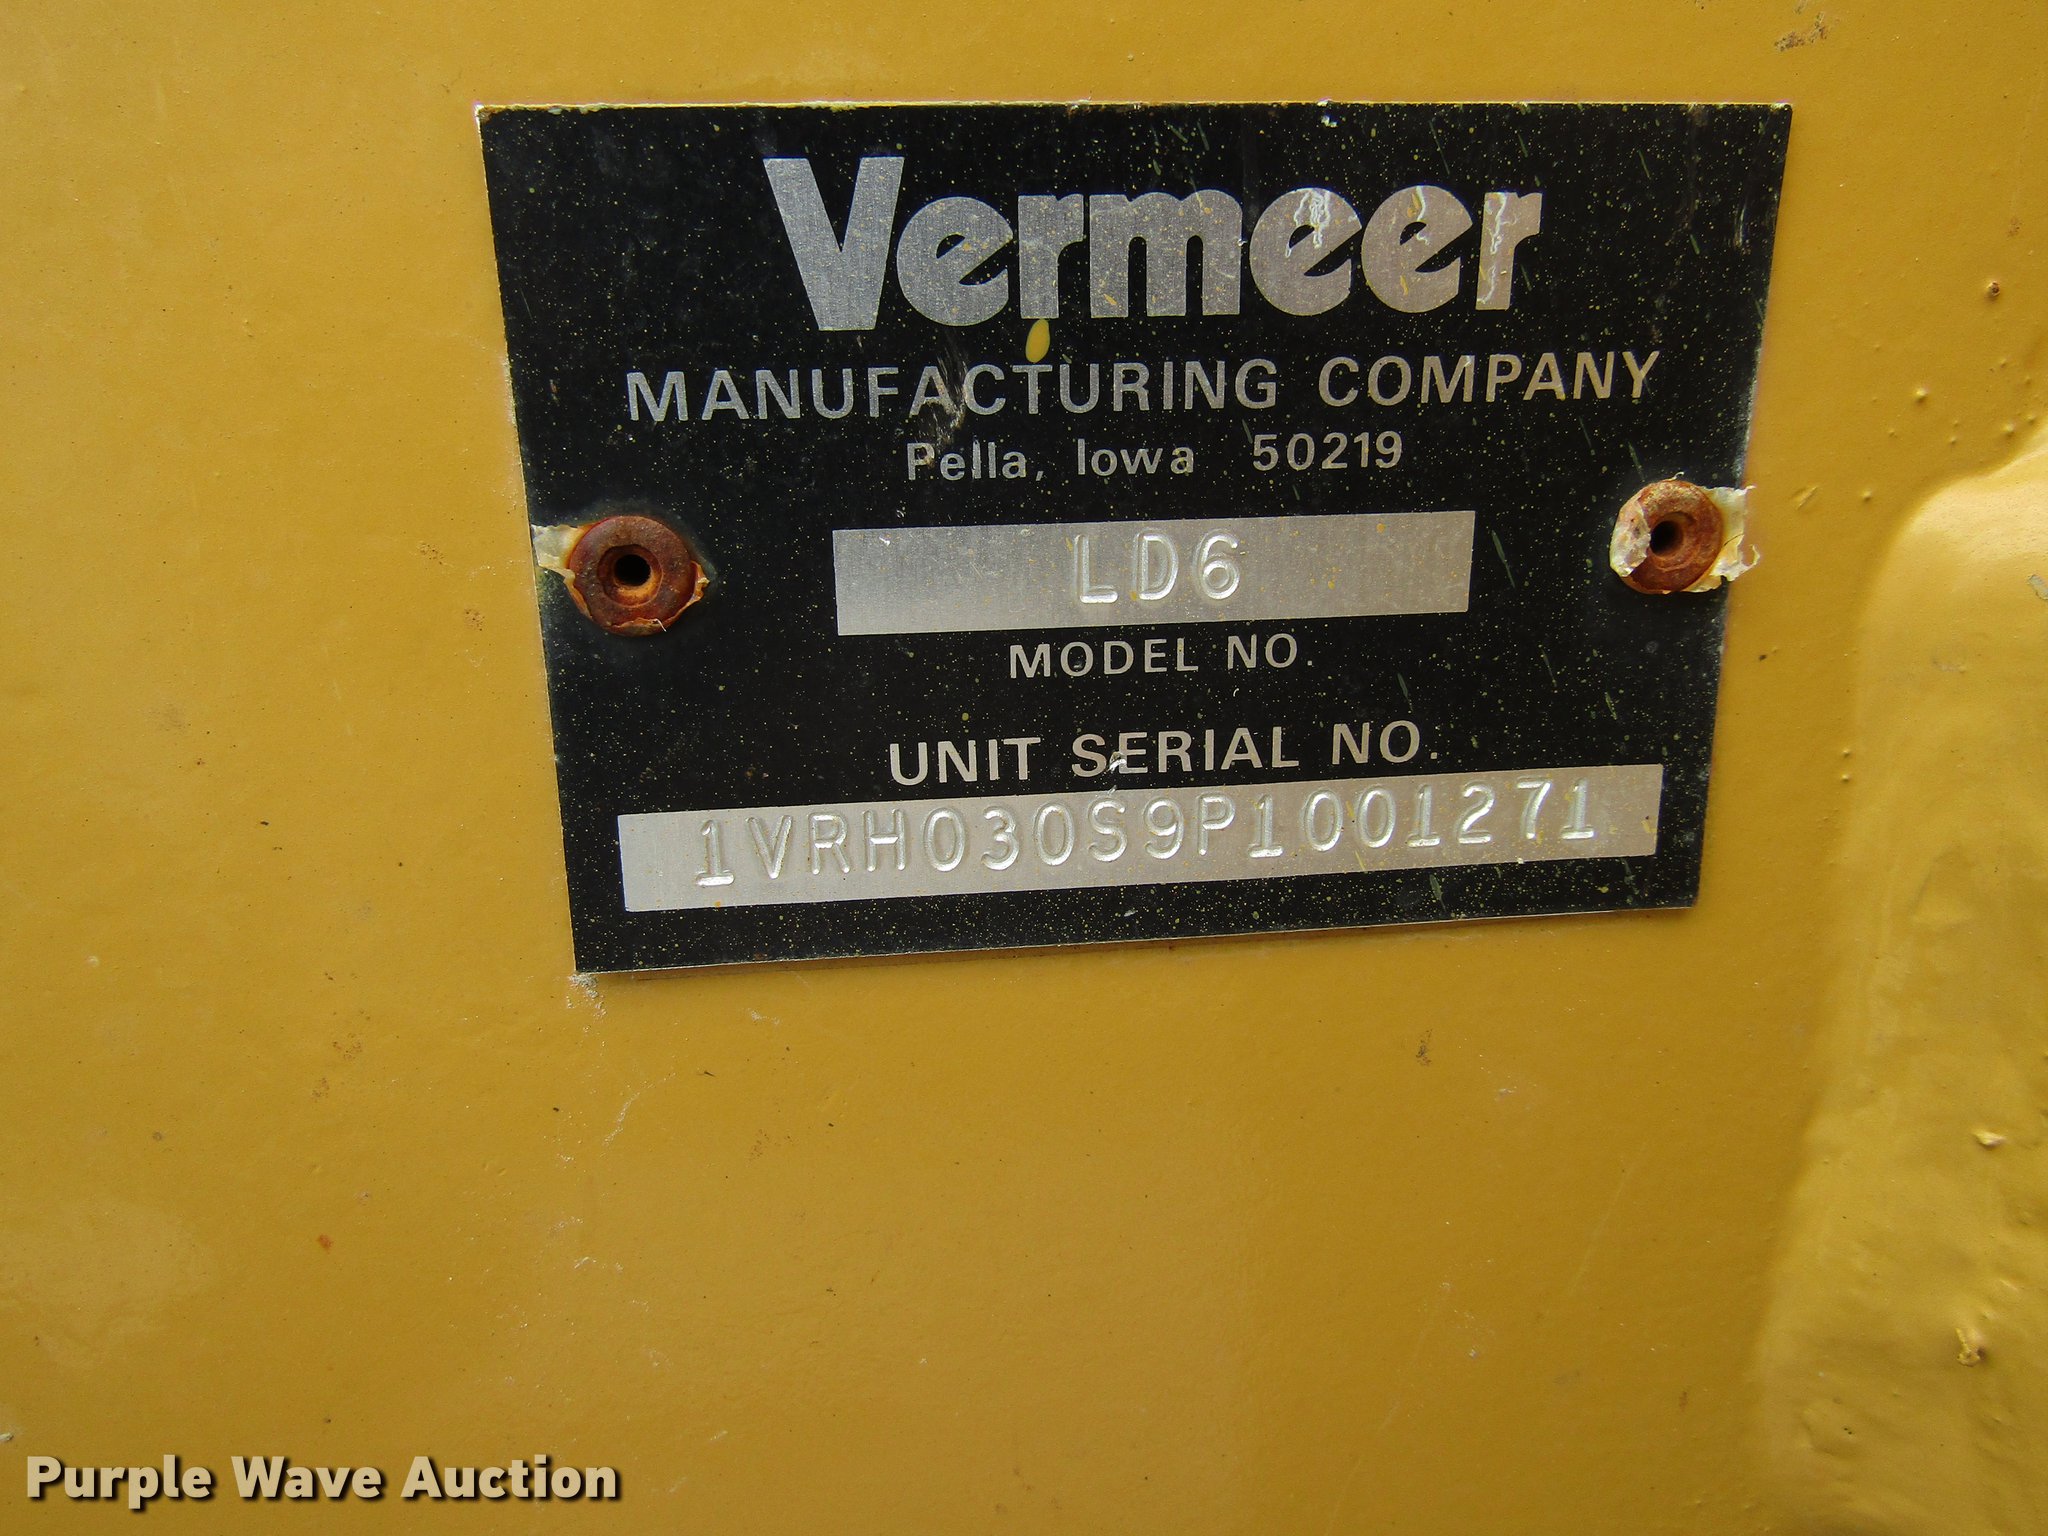 Vermeer
MANUFACTURING COMPANY
Pella, Iowa 50219
LD6
MODEL NO.
UNIT SERIAL NO.
1VRH030S9P1001271
Purple Wave Auction